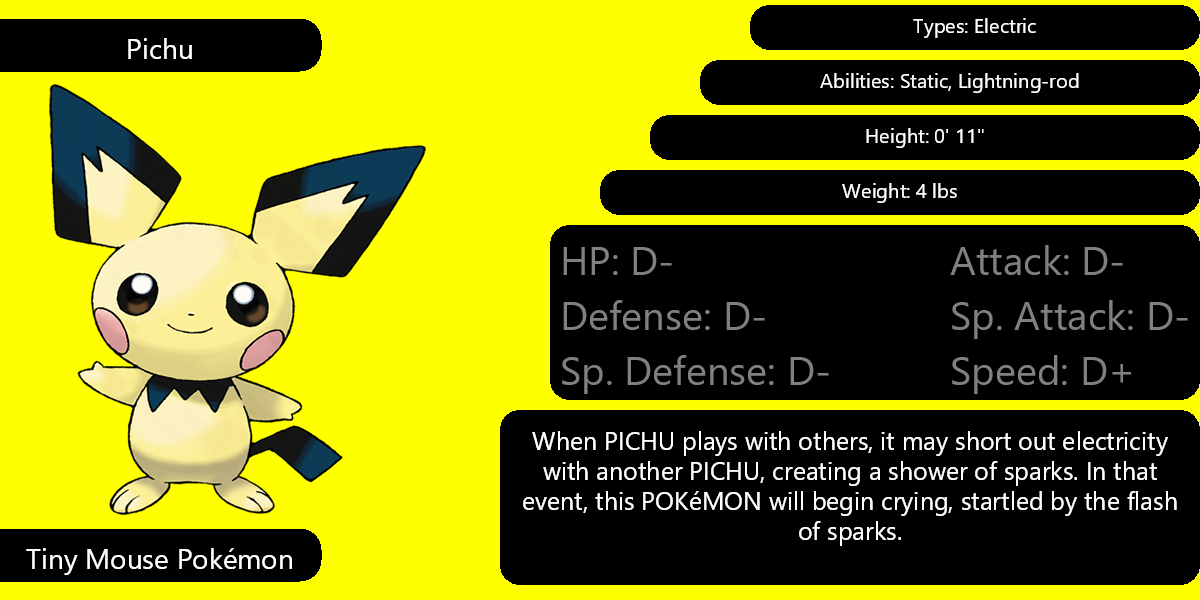 Pichu
Types: Electric
Abilities: Static, Lightning-rod
Height: 0' 11"
Weight: 4 lbs
HP: D-
Attack: D-
Defense: D-
Sp. Attack: D-
Sp. Defense: D-
Speed: D+
When PICHU plays with others, it may short out electricity
with another PICHU, creating a shower of sparks. In that
event, this POKéMON will begin crying, startled by the flash
of sparks.
Tiny Mouse Pokémon